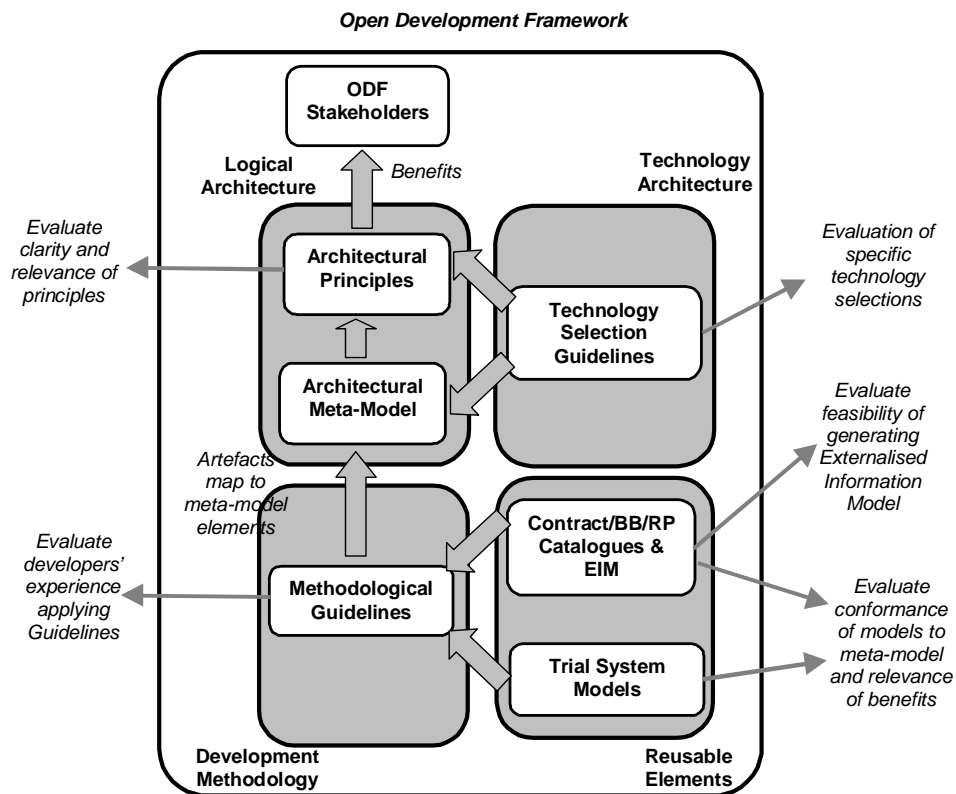 Open Development Framework
ODF
Stakeholders
Logical
Architecture
Benefits
Technology
Architecture
Evaluate
clarity and
relevance of
principles
Architectural
Principles
Evaluation of
specific
technology
selections
Technology
Selection
Guidelines
Architectural
Meta-Model
Evaluate
feasibility of
generating
Externalised
Information
Model
Artefacts
map to
meta-model
elements
Contract/BB/RP
Catalogues &
EIM
Evaluate
developers'
experience
applying
Guidelines
Methodological
Guidelines
Evaluate
conformance
of models to
meta-model
and relevance
of benefits
Trial System
Models
Development
Methodology
Reusable
Elements